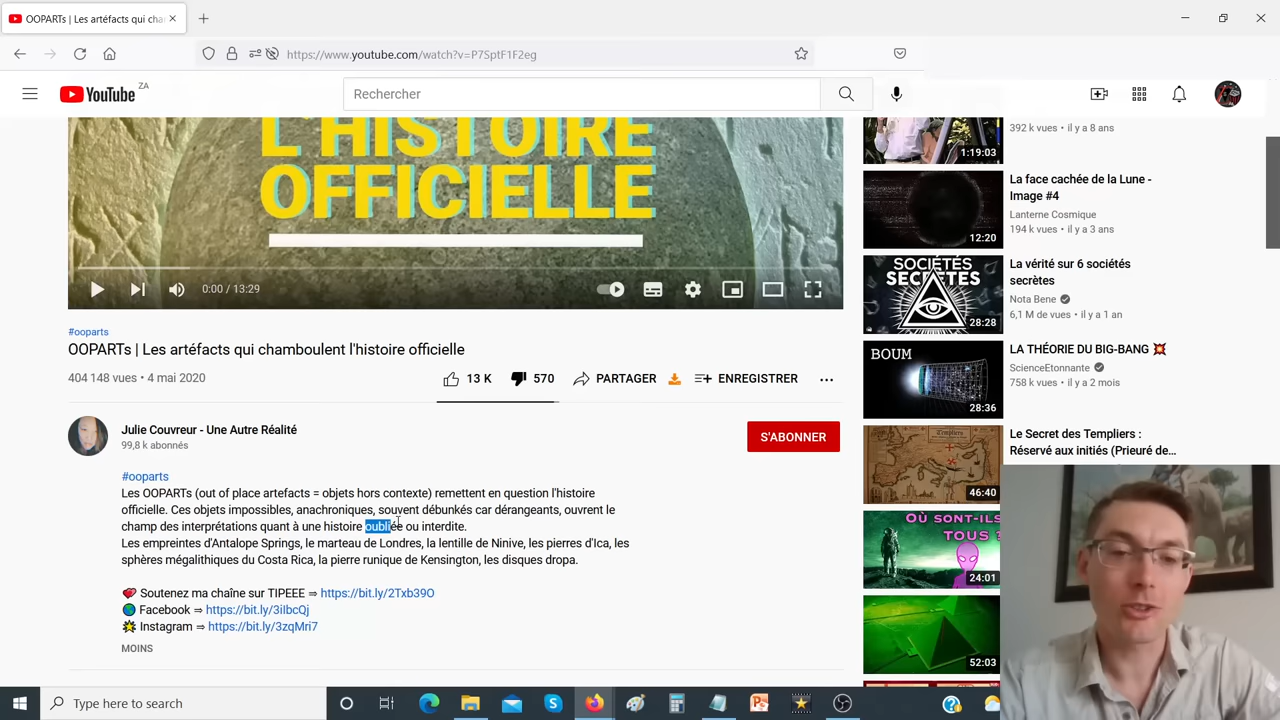 OOPARTs | Les artéfacts qui cha
https://www.youtube.com/watch?v=P7SptF1F2eg
YouTube ZA
Rechercher
L'HISTOIRE
OFFICIELLE
0:00 / 13:29
#ooparts
OOPARTs | Les artéfacts qui chamboulent l'histoire officielle
404 148 vues • 4 mai 2020
13 K
570
PARTAGER
ENREGISTRER
Julie Couvreur - Une Autre Réalité
99,8 k abonnés
S'ABONNER
#ooparts
Les OOPARTs (out of place artefacts = objets hors contexte) remettent en question l'histoire
officielle. Ces objets impossibles, anachroniques, souvent débunkés car dérangeants, ouvrent le
champ des interprétations quant à une histoire oubliée ou interdite.
Les empreintes d'Antalope Springs, le marteau de Londres, la lentille de Ninive, les pierres d'Ica, les
sphères mégalithiques du Costa Rica, la pierre runique de Kensington, les disques dropa.
Soutenez ma chaîne sur TIPEEE ⇒ https://bit.ly/2Txb39O
Facebook ⇒ https://bit.ly/3iIbcQj
Instagram ⇒ https://bit.ly/3zqMri7
MOINS
392 k vues • il y a 8 ans
1:19:03
La face cachée de la Lune -
Image #4
Lanterne Cosmique
194 k vues • il y a 3 ans
12:20
La vérité sur 6 sociétés
secrètes
Nota Bene
6,1 M de vues • il y a 1 an
SOCIÉTÉS
SECRÈTES
28:28
LA THÉORIE DU BIG-BANG 💥
ScienceEtonnante
758 k vues • il y a 2 mois
BOUM
28:36
Le Secret des Templiers :
Réservé aux initiés (Prieuré de…
Templiers
46:40
OÙ SONT-ILS
TOUS ?
24:01
52:03
Type here to search